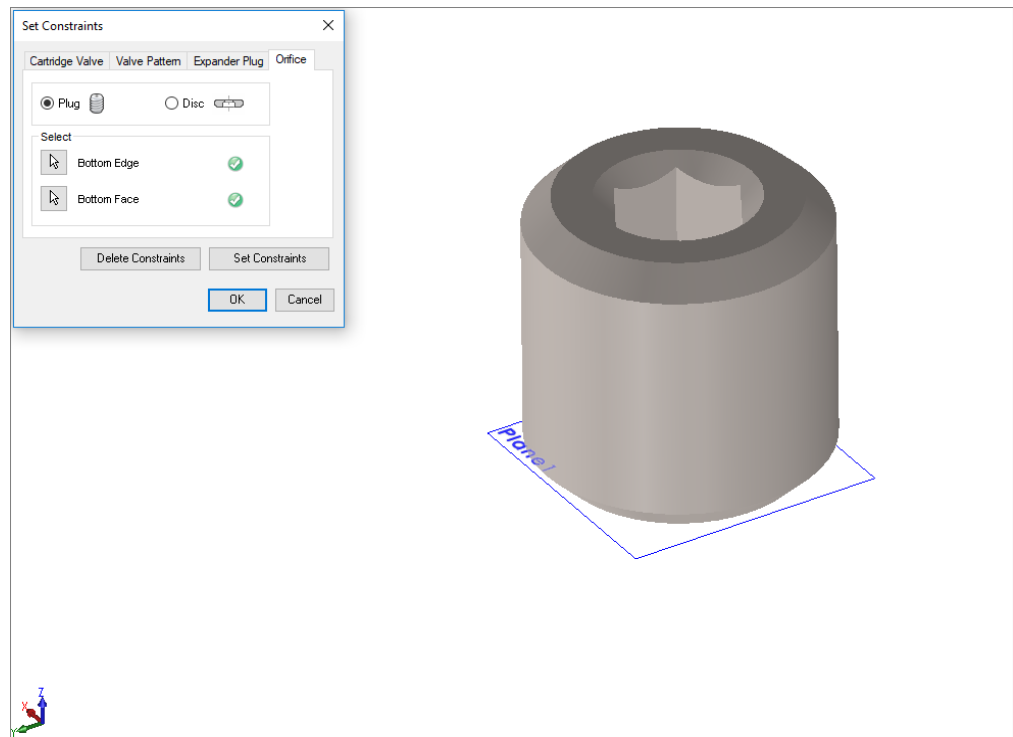 Set Constraints
Cartridge Valve Valve Pattern Expander Plug Orifice
Plug Disc
Select
Bottom Edge
Bottom Face
Delete Constraints Set Constraints
OK Cancel
Plane1
Z
X
Y